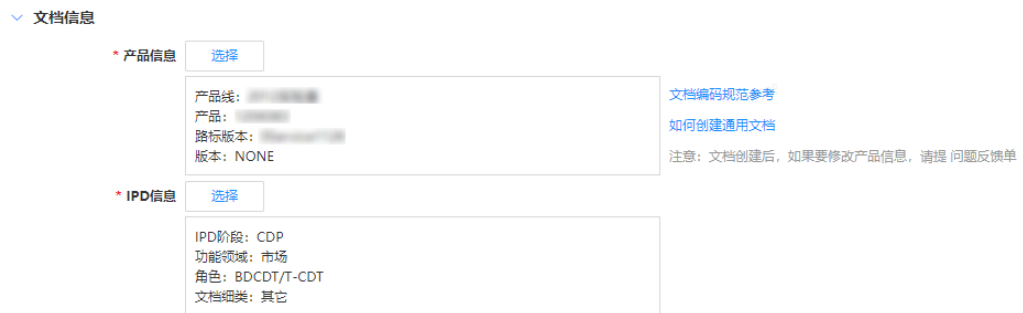 文档信息
* 产品信息 选择
产品线：
产品：
路标版本：
版本：NONE
文档编码规范参考
如何创建通用文档
注意：文档创建后，如果要修改产品信息，请提 问题反馈单
* IPD信息 选择
IPD阶段：CDP
功能领域：市场
角色：BDCDT/T-CDT
文档细类：其它